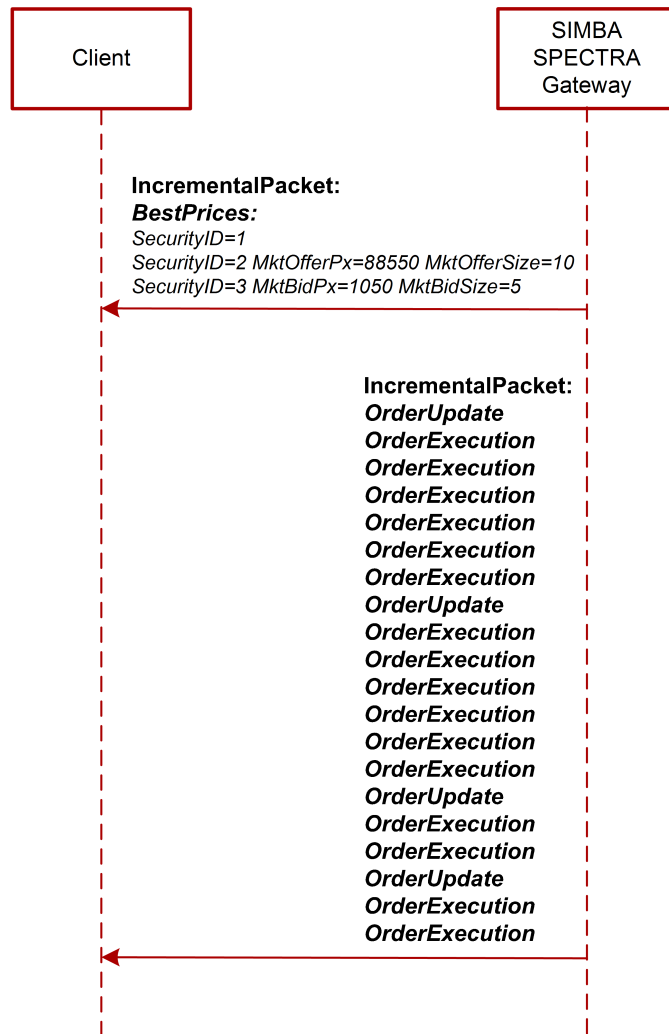 Client
SIMBA
SPECTRA
Gateway
IncrementalPacket:
BestPrices:
SecurityID=1
SecurityID=2 MktOfferPx=88550 MktOfferSize=10
SecurityID=3 MktBidPx=1050 MktBidSize=5
IncrementalPacket:
OrderUpdate
OrderExecution
OrderExecution
OrderExecution
OrderExecution
OrderExecution
OrderExecution
OrderUpdate
OrderExecution
OrderExecution
OrderExecution
OrderExecution
OrderExecution
OrderExecution
OrderUpdate
OrderExecution
OrderExecution
OrderUpdate
OrderExecution
OrderExecution